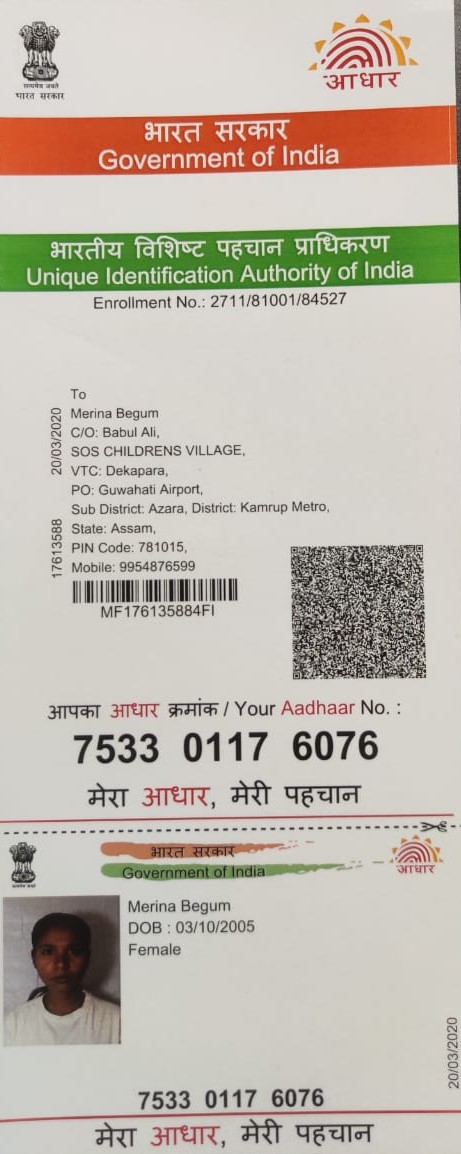 सत्यमेव जयते
भारत सरकार
आधार
भारत सरकार
Government of India
भारतीय विशिष्ट पहचान प्राधिकरण
Unique Identification Authority of India
Enrollment No.: 2711/81001/84527
To
Merina Begum
C/O: Babul Ali,
SOS CHILDRENS VILLAGE,
VTC: Dekapara,
PO: Guwahati Airport,
Sub District: Azara, District: Kamrup Metro,
State: Assam,
PIN Code: 781015,
Mobile: 9954876599
17613588 20/03/2020
MF176135884FI
आपका आधार क्रमांक / Your Aadhaar No. :
7533 0117 6076
मेरा आधार, मेरी पहचान
भारत सरकार
Government of India
आधार
Merina Begum
DOB : 03/10/2005
Female
20/03/2020
7533 0117 6076
मेरा आधार, मेरी पहचान